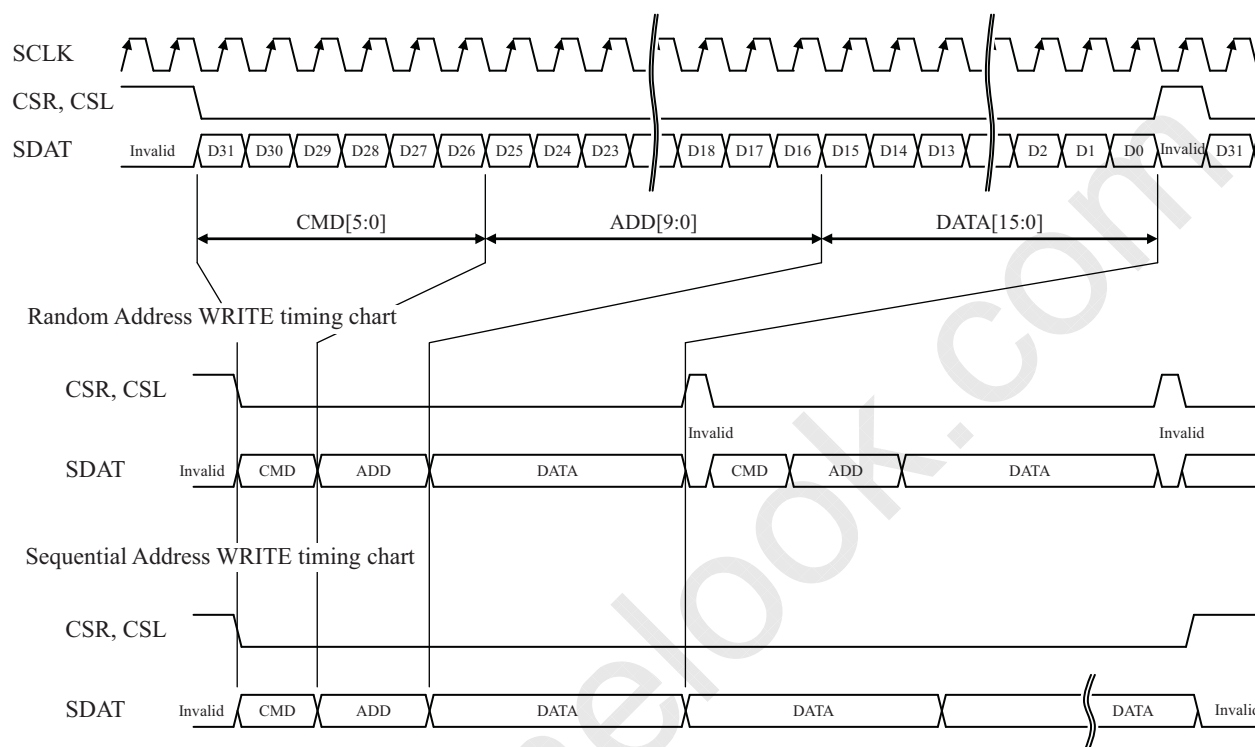 SCLK
CSR, CSL
SDAT Invalid D31 D30 D29 D28 D27 D26 D25 D24 D23 D18 D17 D16 D15 D14 D13 D2 D1 D0 Invalid D31
CMD[5:0] ADD[9:0] DATA[15:0]
Random Address WRITE timing chart
CSR, CSL
Invalid Invalid
SDAT Invalid CMD ADD DATA CMD ADD DATA
Sequential Address WRITE timing chart
CSR, CSL
SDAT Invalid CMD ADD DATA DATA DATA Invalid
elook.com